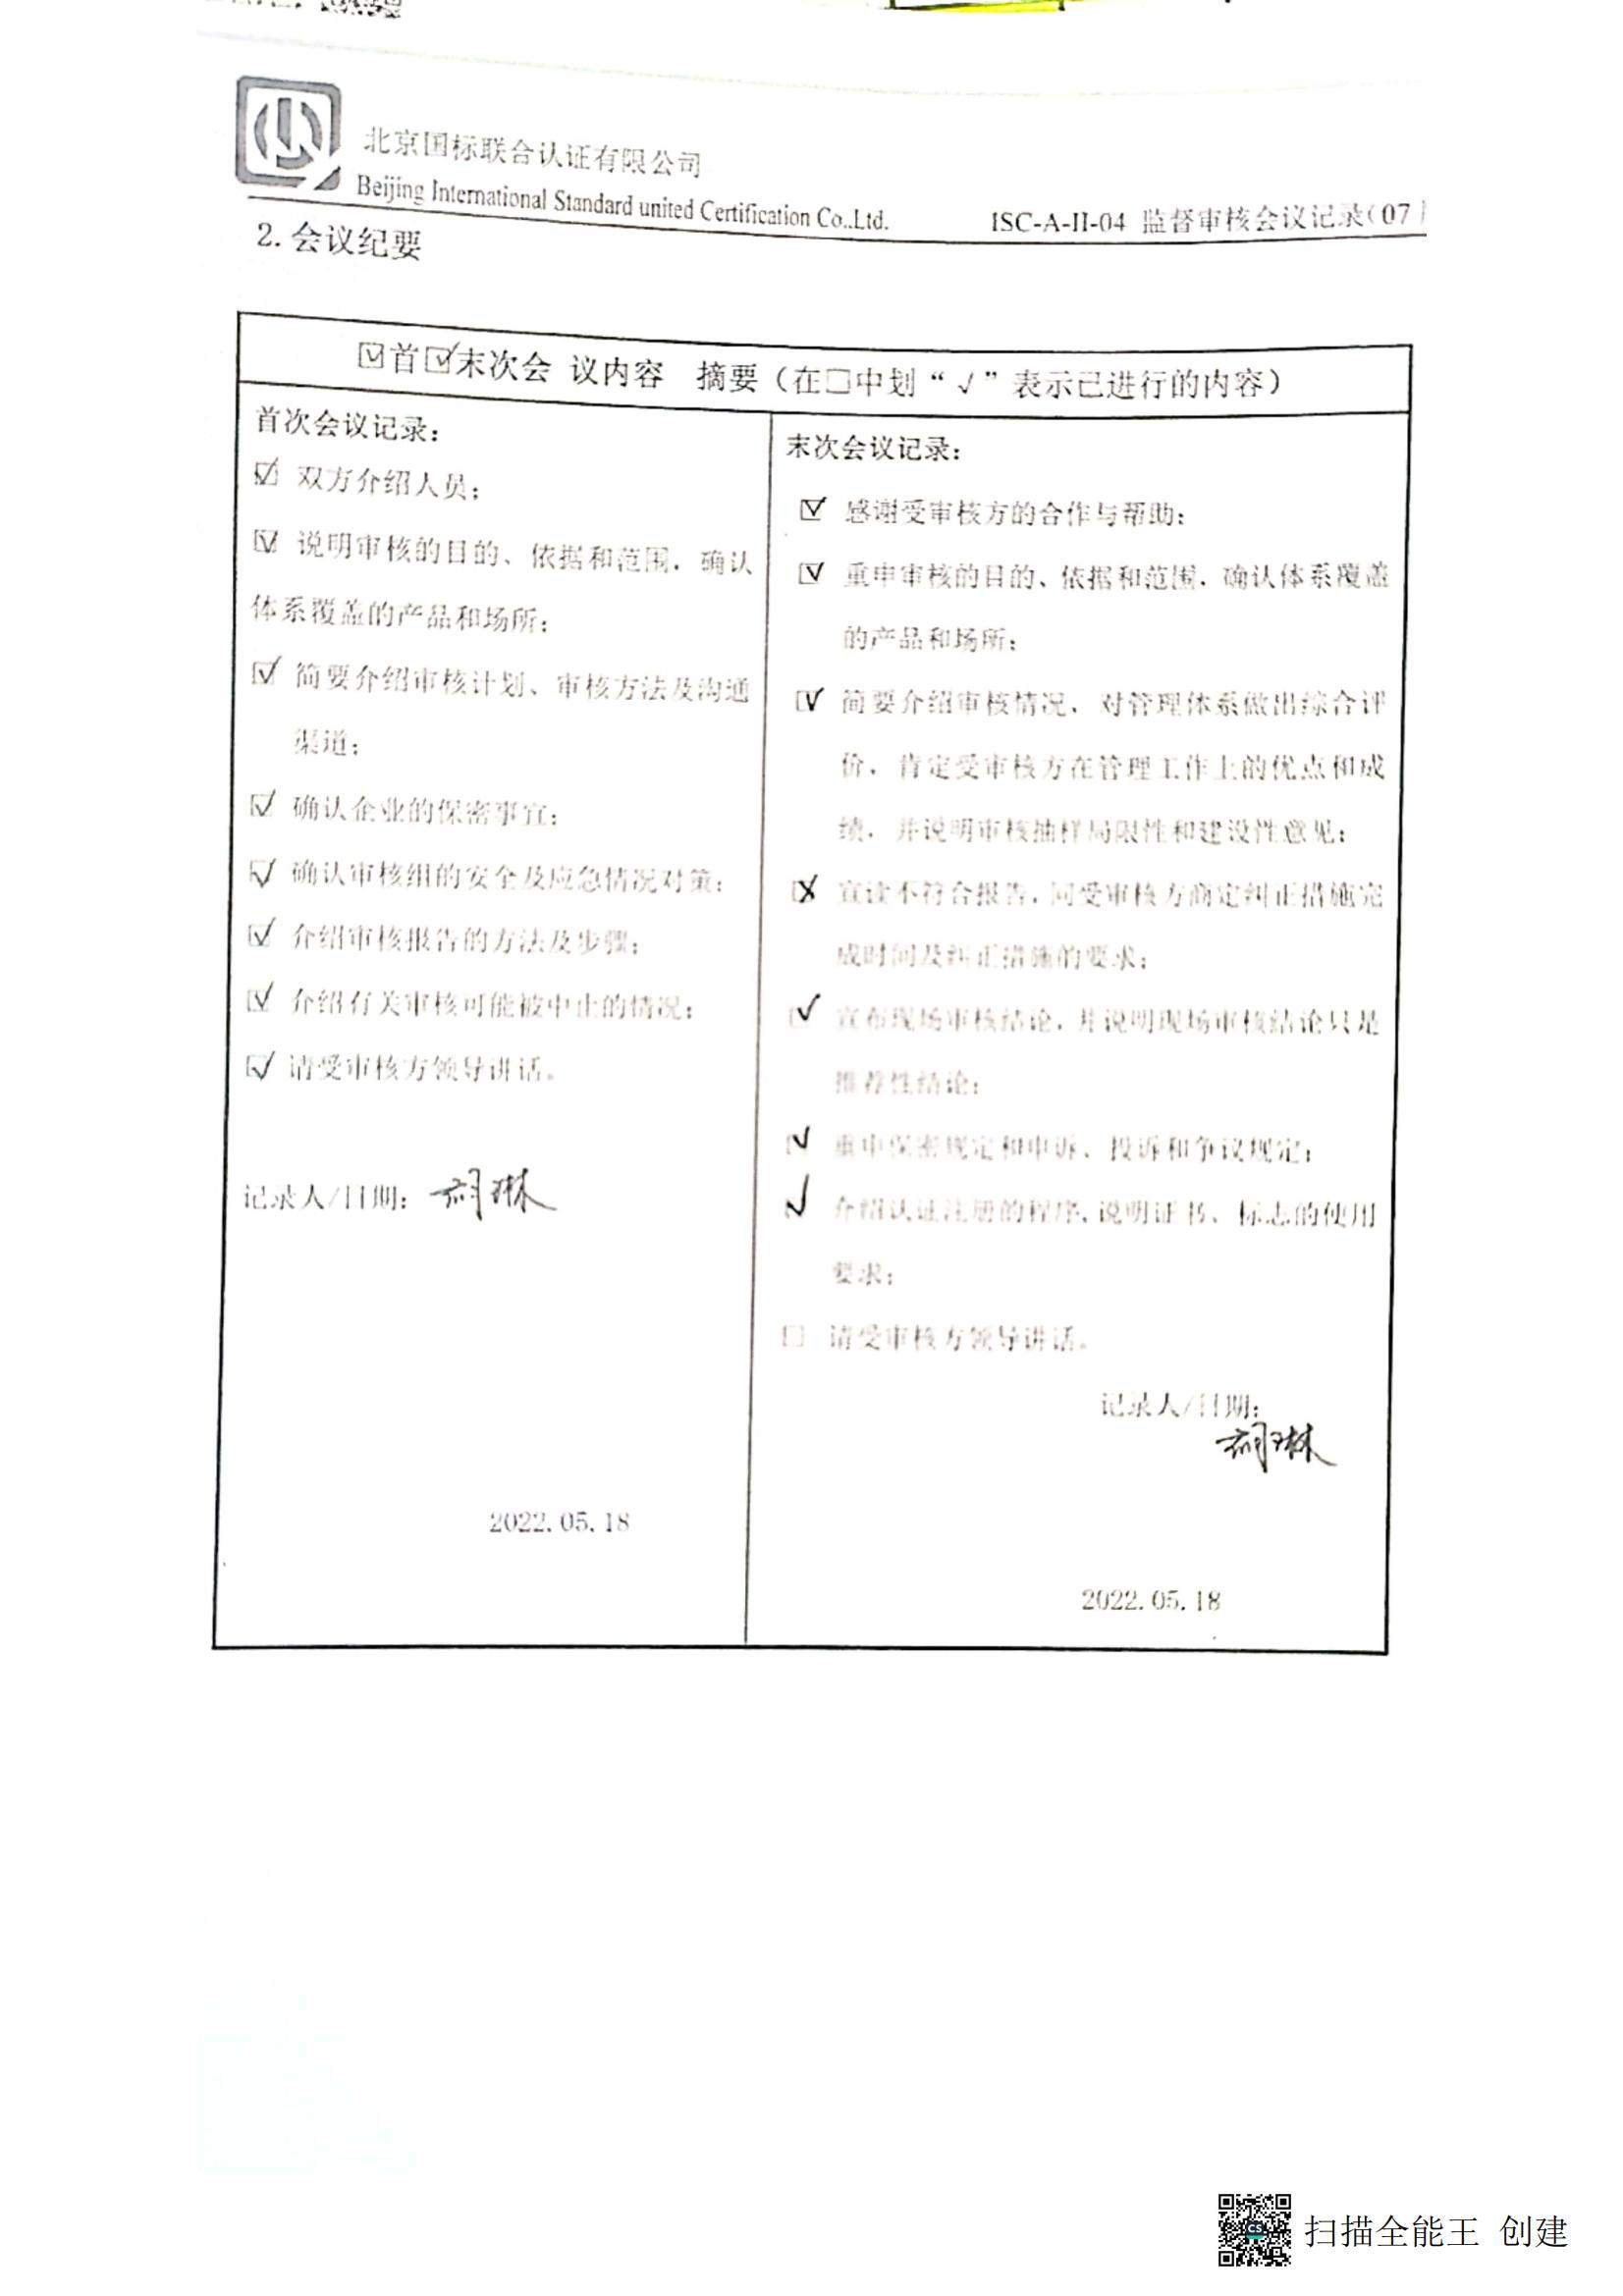 北京国标联合认证有限公司
Beijing International Standard united Certification Co.,Ltd.
ISC-A-II-04 监督审核会议记录(07
2.会议纪要
☑首☑末次会 议内容 摘要（在□中划“√”表示已进行的内容）
首次会议记录：
☑ 双方介绍人员；
☑ 说明审核的目的、依据和范围，确认
体系覆盖的产品和场所；
☑ 简要介绍审核计划、审核方法及沟通
渠道；
☑ 确认企业的保密事宜；
☑ 确认审核组的安全及应急情况对策；
☑ 介绍审核报告的方法及步骤；
☑ 介绍有关审核可能被中止的情况；
☑ 请受审核方领导讲话。
记录人/日期：胡琳
2022.05.18
末次会议记录：
☑ 感谢受审核方的合作与帮助；
☑ 重申审核的目的、依据和范围，确认体系覆盖
的产品和场所；
☑ 简要介绍审核情况，对管理体系做出综合评
价，肯定受审核方在管理工作上的优点和成
绩，并说明审核抽样局限性和建设性意见；
☒ 宣读不符合报告，同受审核方商定纠正措施完
成时间及纠正措施的要求；
☑ 宣布现场审核结论，并说明现场审核结论只是
推荐性结论；
☑ 重申保密规定和申诉、投诉和争议规定；
☑ 介绍认证注册的程序、说明证书、标志的使用
要求；
□ 请受审核方领导讲话。
记录人/日期：
胡琳
2022.05.18
CS
扫描全能王 创建